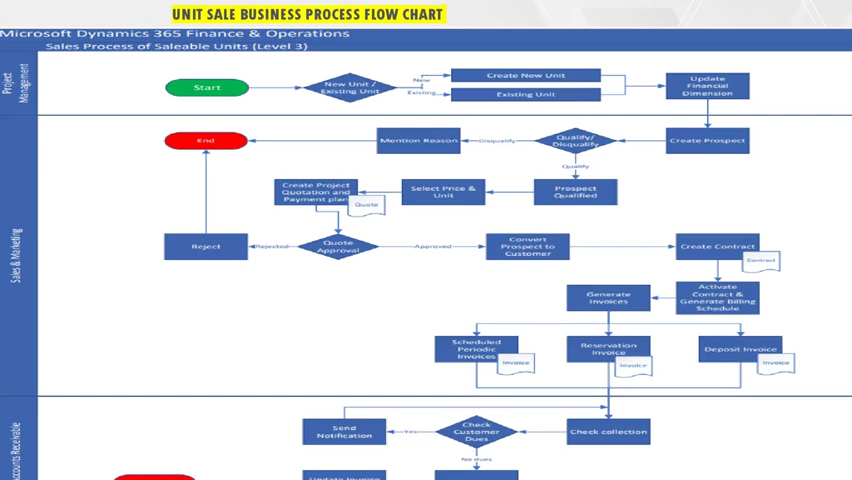 UNIT SALE BUSINESS PROCESS FLOW CHART
Microsoft Dynamics 365 Finance & Operations
Sales Process of Saleable Units (Level 3)
Project
Management
Start
New Unit /
Existing Unit
New
Existing
Create New Unit
Existing Unit
Update
Financial
Dimension
Sales & Marketing
End
Mention Reason
Disqualify
Qualify/
Disqualify
Create Prospect
Qualify
Create Project
Quotation and
Payment plan
Quote
Select Price &
Unit
Prospect
Qualified
Reject
Rejected
Quote
Approval
Approved
Convert
Prospect to
Customer
Create Contract
Contract
Generate
Invoices
Activate
Contract &
Generate Billing
Schedule
Scheduled
Periodic
Invoices
Invoice
Reservation
Invoice
Invoice
Deposit Invoice
Invoice
Accounts Receivable
Send
Notification
Yes
Check
Customer
Dues
Check collection
No dues
Update Invoice